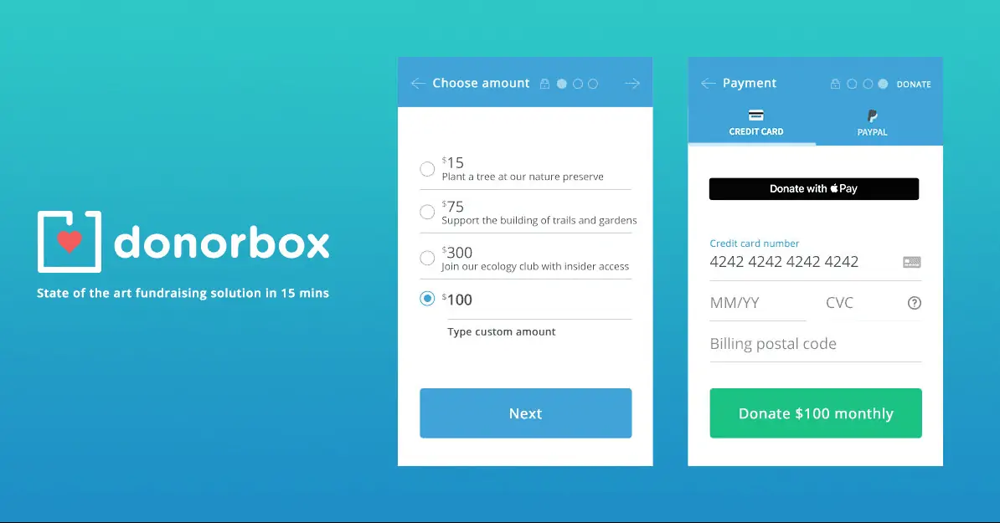 donorbox
State of the art fundraising solution in 15 mins
Choose amount
$15
Plant a tree at our nature preserve
$75
Support the building of trails and gardens
$300
Join our ecology club with insider access
$100
Type custom amount
Next
Payment
DONATE
CREDIT CARD
PAYPAL
Donate with Pay
Credit card number
4242 4242 4242 4242
MM/YY CVC ?
Billing postal code
Donate $100 monthly